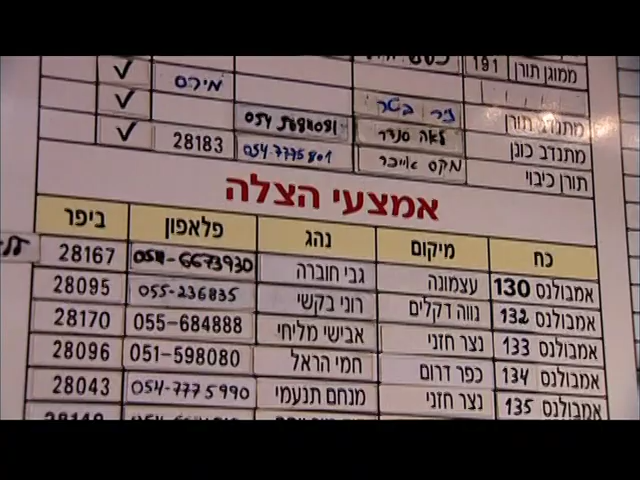 ממוגן תורן 191
מתנדב תורן
מירס
מתנדב כונן לאה סנדר
תורן כיבוי מקס אייכר 054-7775801 28183
אמצעי הצלה
כח מיקום נהג פלאפון ביפר
אמבולנס 130 עצמונה גבי חוברה 054-6673930 28167
אמבולנס 132 נווה דקלים רוני בקשי 055-236835 28095
אמבולנס 133 נצר חזני אבישי מליחי 055-684888 28170
אמבולנס 134 כפר דרום חמי הראל 051-598080 28096
אמבולנס 135 נצר חזני מנחם תנעמי 054-7775990 28043